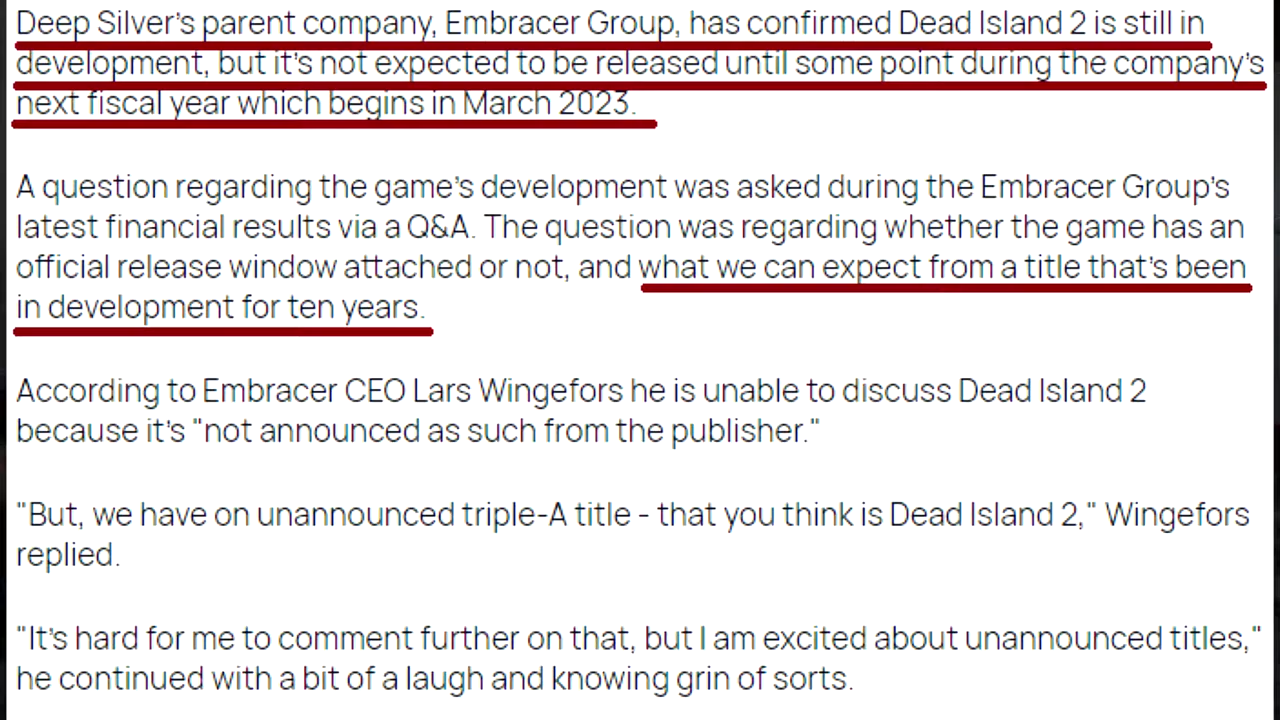 Deep Silver's parent company, Embracer Group, has confirmed Dead Island 2 is still in
development, but it's not expected to be released until some point during the company's
next fiscal year which begins in March 2023.
A question regarding the game's development was asked during the Embracer Group's
latest financial results via a Q&A. The question was regarding whether the game has an
official release window attached or not, and what we can expect from a title that's been
in development for ten years.
According to Embracer CEO Lars Wingefors he is unable to discuss Dead Island 2
because it's "not announced as such from the publisher."
"But, we have on unannounced triple-A title - that you think is Dead Island 2," Wingefors
replied.
"It's hard for me to comment further on that, but I am excited about unannounced titles,"
he continued with a bit of a laugh and knowing grin of sorts.